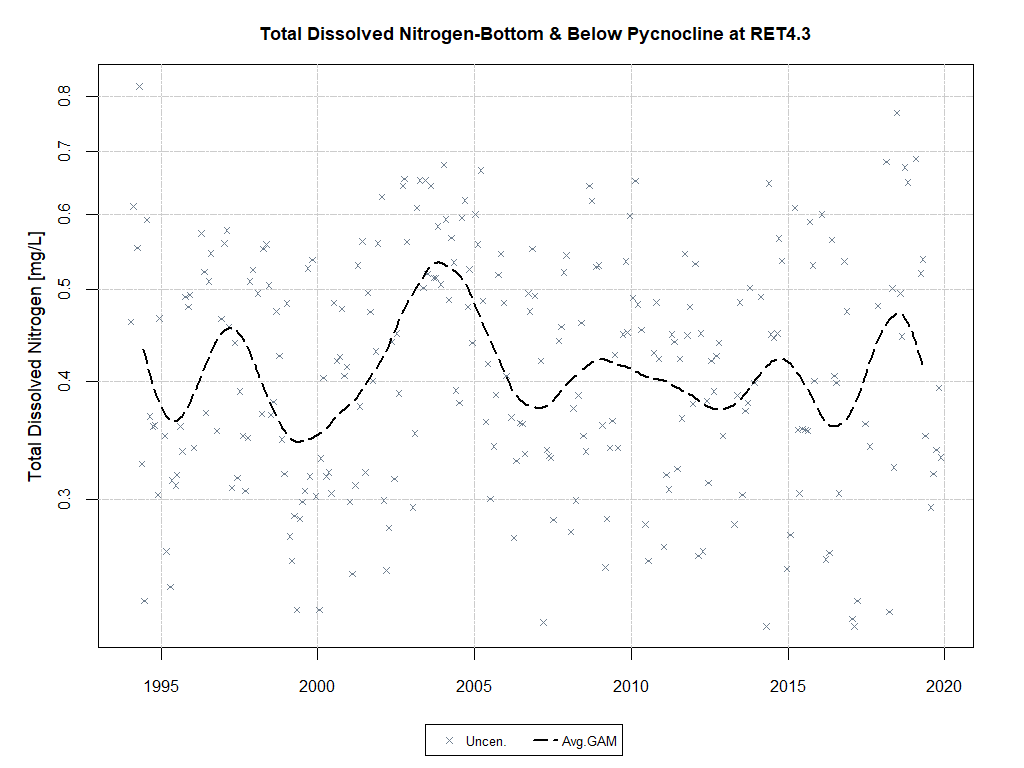 Total Dissolved Nitrogen-Bottom & Below Pycnocline at RET4.3
Total Dissolved Nitrogen [mg/L]
0.8
0.7
0.6
0.5
0.4
0.3
1995 2000 2005 2010 2015 2020
Uncen. Avg.GAM